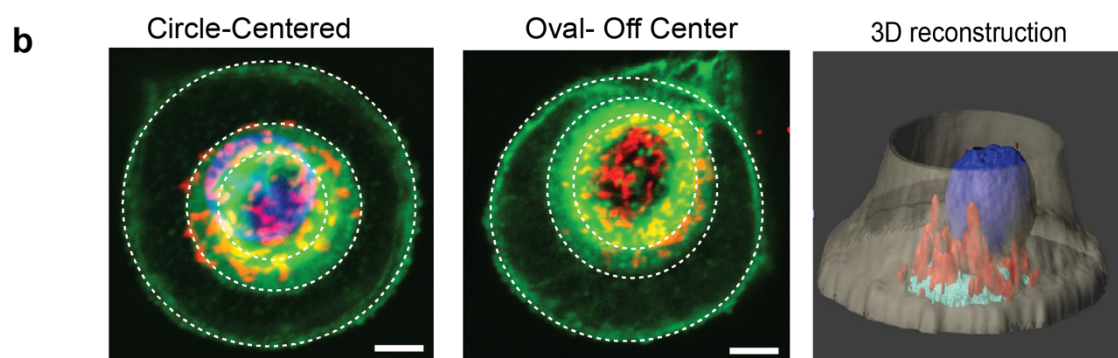 b
Circle-Centered
Oval- Off Center
3D reconstruction